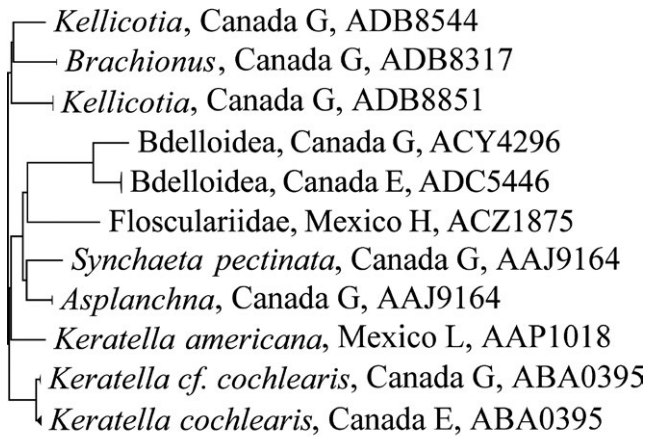 Kellicotia, Canada G, ADB8544
Brachionus, Canada G, ADB8317
Kellicotia, Canada G, ADB8851
Bdelloidea, Canada G, ACY4296
Bdelloidea, Canada E, ADC5446
Flosculariidae, Mexico H, ACZ1875
Synchaeta pectinata, Canada G, AAJ9164
Asplanchna, Canada G, AAJ9164
Keratella americana, Mexico L, AAP1018
Keratella cf. cochlearis, Canada G, ABA0395
Keratella cochlearis, Canada E, ABA0395